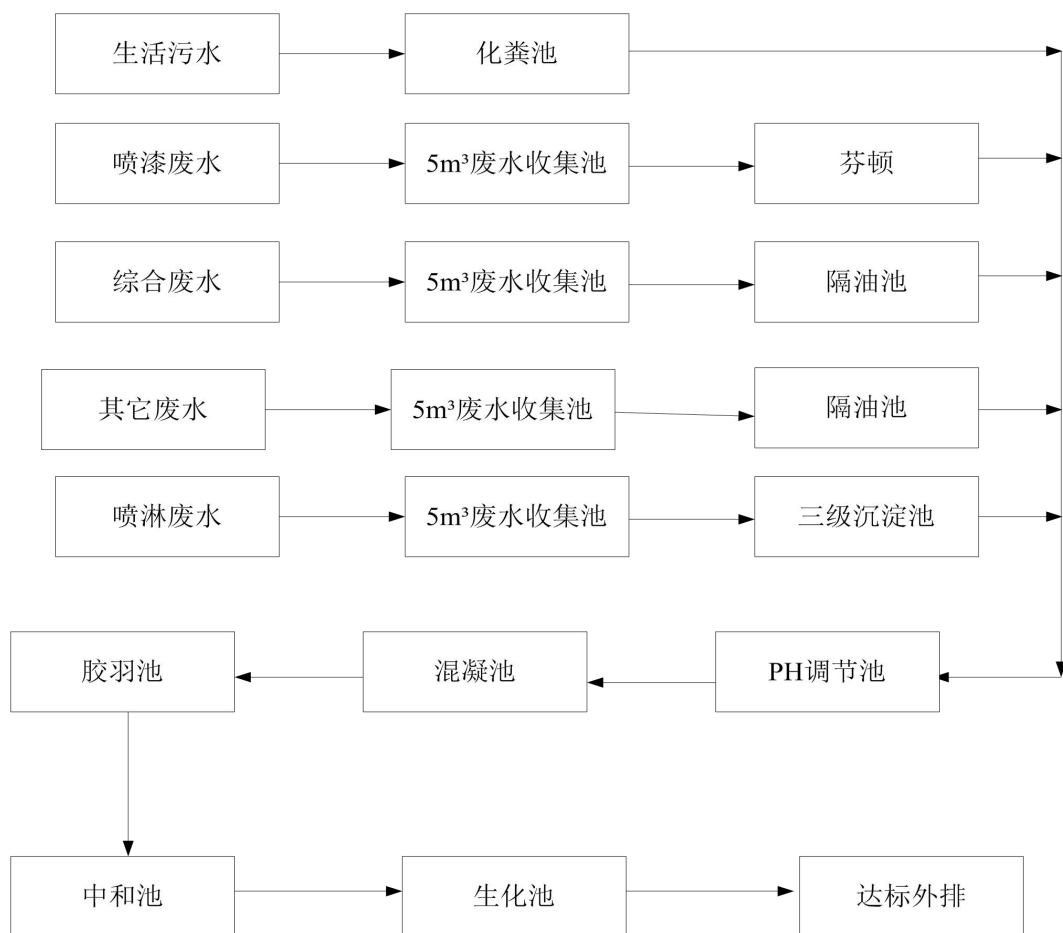 生活污水
化粪池
喷漆废水
5m³废水收集池
芬顿
综合废水
5m³废水收集池
隔油池
其它废水
5m³废水收集池
隔油池
喷淋废水
5m³废水收集池
三级沉淀池
胶羽池
混凝池
PH调节池
中和池
生化池
达标外排